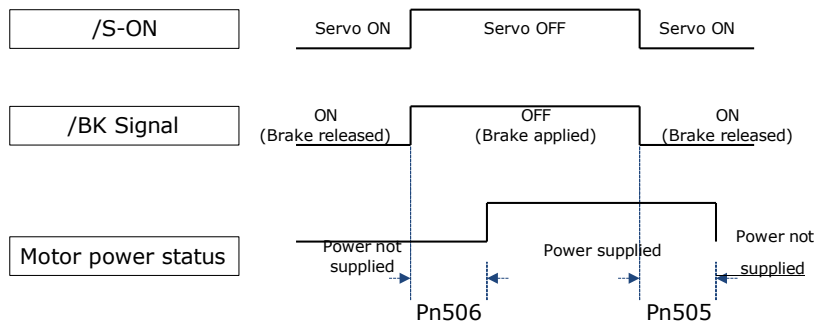 /S-ON
Servo ON
Servo OFF
Servo ON
/BK Signal
ON
(Brake released)
OFF
(Brake applied)
ON
(Brake released)
Motor power status
Power not
supplied
Power supplied
Power not
supplied
Pn506
Pn505